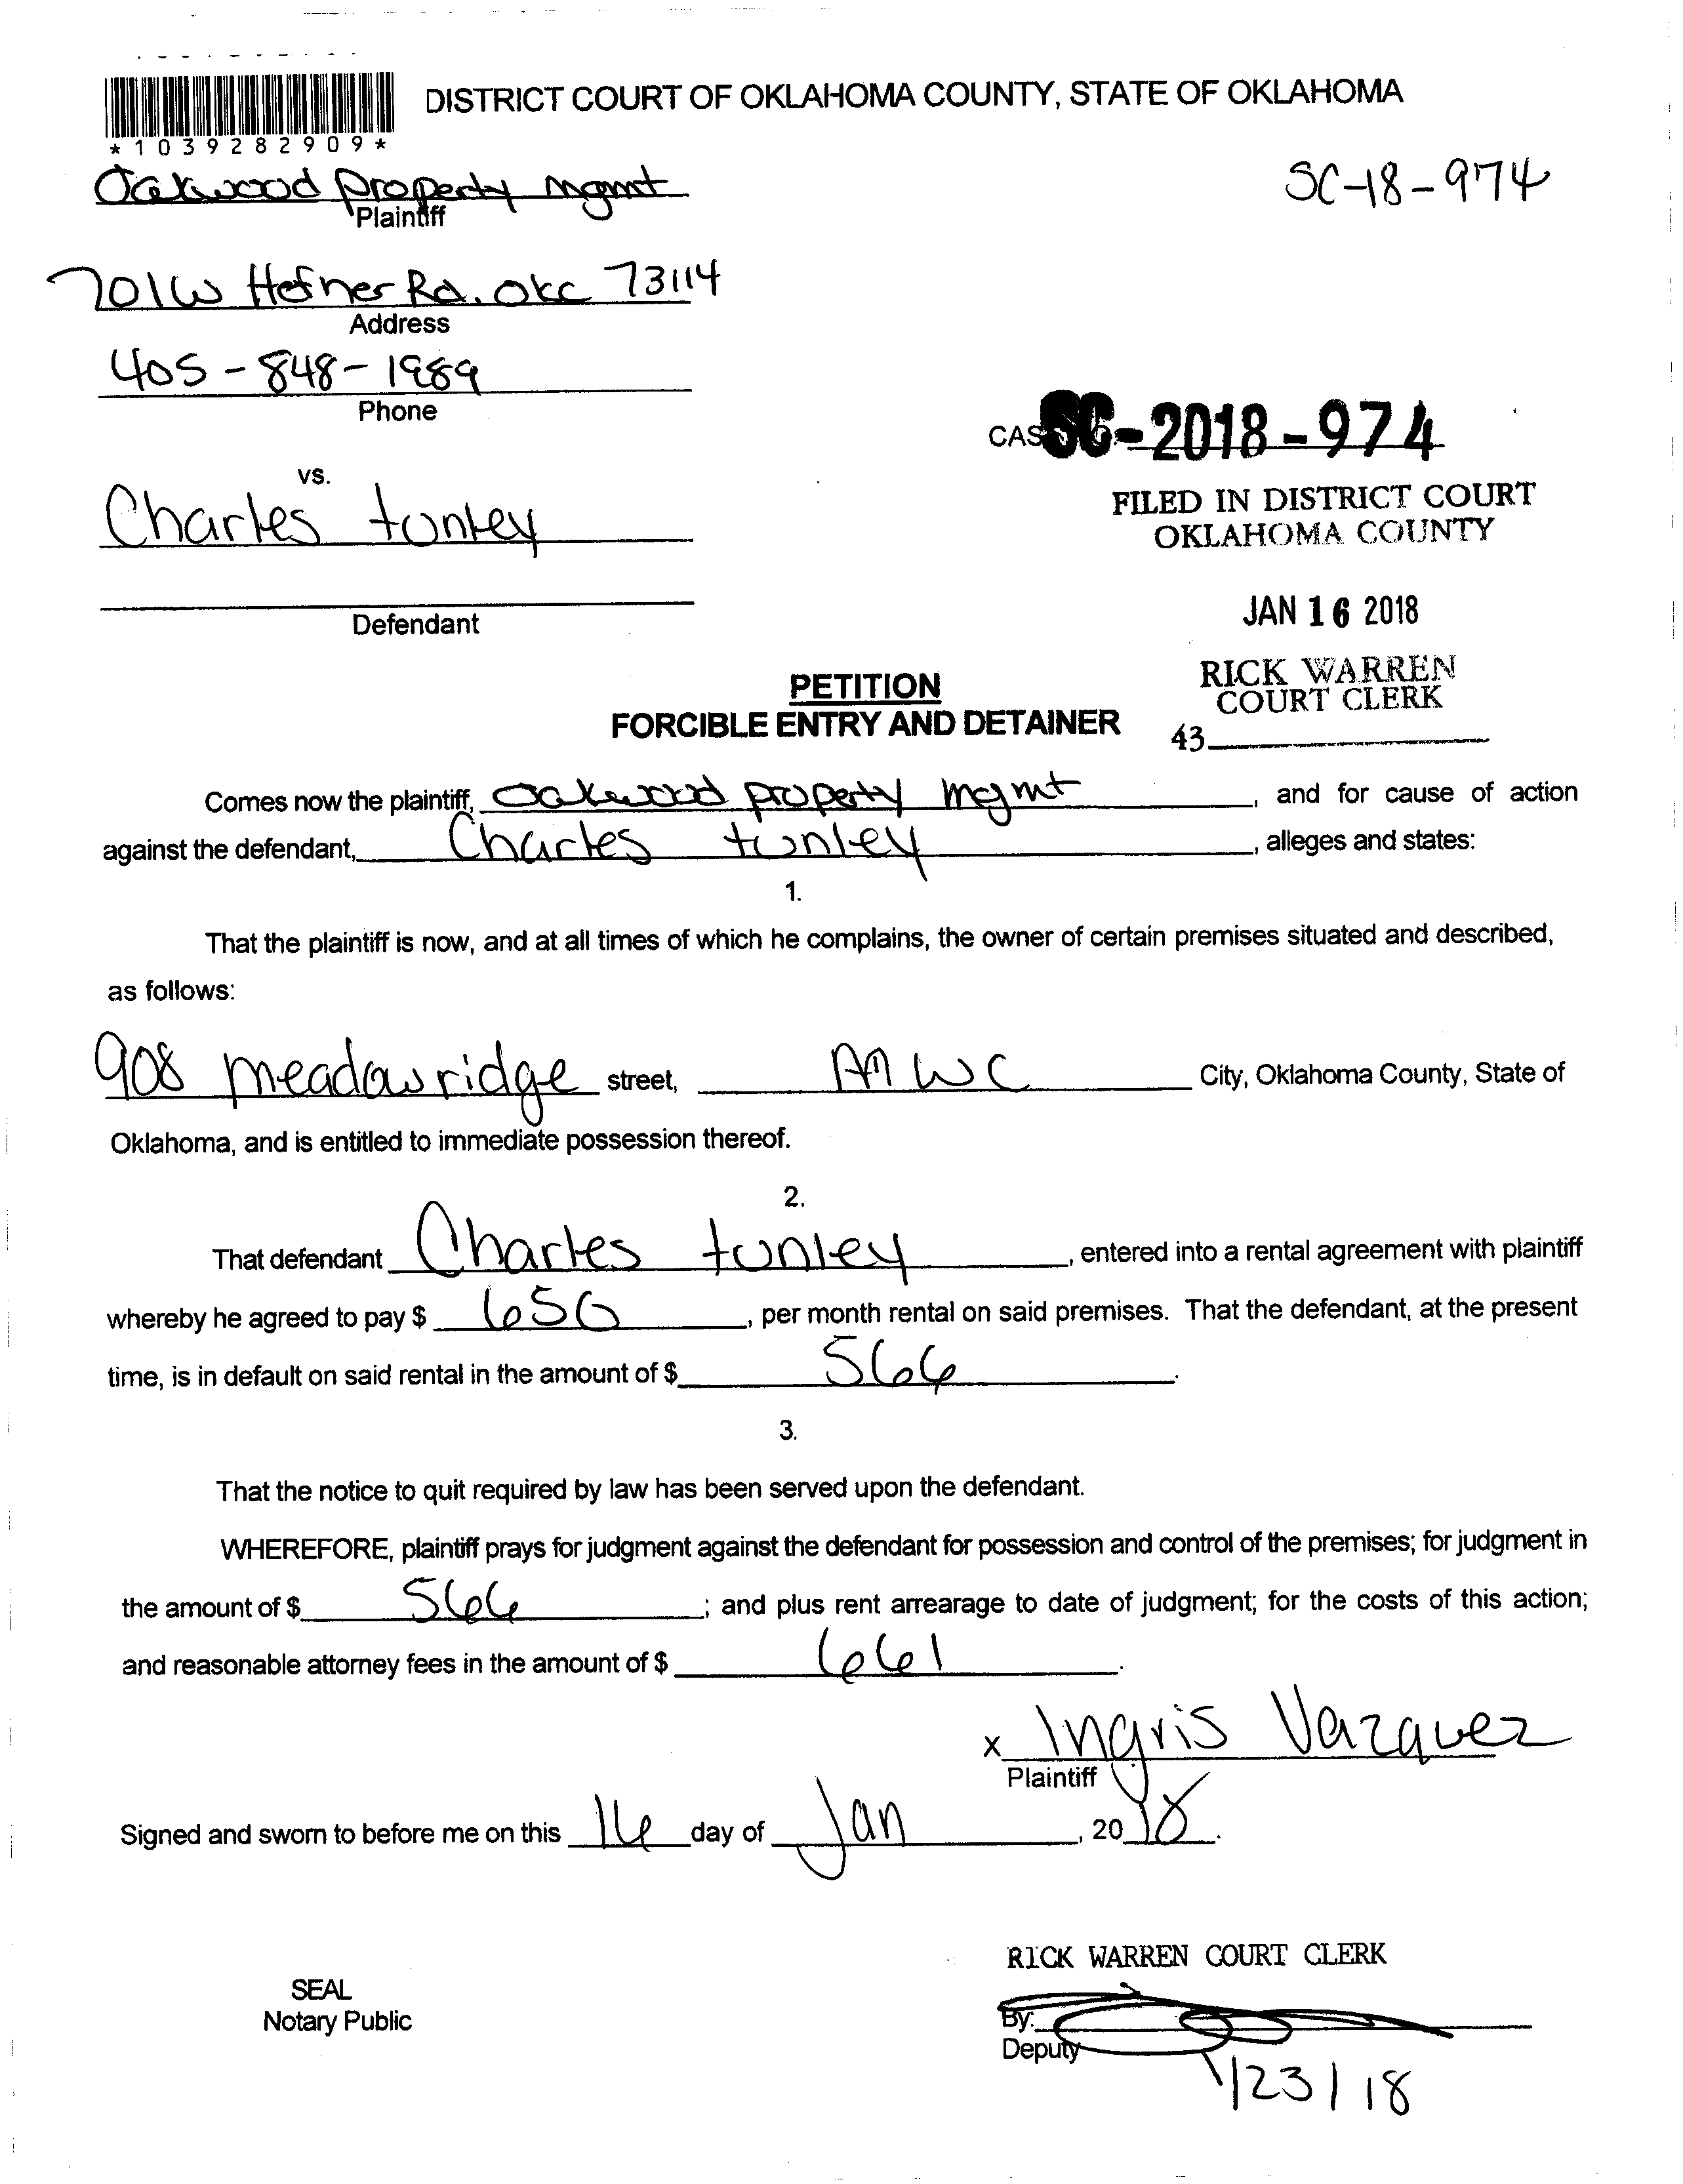 DISTRICT COURT OF OKLAHOMA COUNTY, STATE OF OKLAHOMA
*1039282909*
Oakwood property mgmt
Plaintiff
SC-18-974
701 W Hefner Rd. OKC 73114
Address
405-848-1989
Phone
CAS SC-2018-974
vs.
Charles tunley
FILED IN DISTRICT COURT
OKLAHOMA COUNTY
Defendant
JAN 16 2018
RICK WARREN
COURT CLERK
43
PETITION
FORCIBLE ENTRY AND DETAINER
Comes now the plaintiff, Oakwood property mgmt, and for cause of action
against the defendant, Charles tunley, alleges and states:
1.
That the plaintiff is now, and at all times of which he complains, the owner of certain premises situated and described,
as follows:
908 meadowridge street, MWC City, Oklahoma County, State of
Oklahoma, and is entitled to immediate possession thereof.
2.
That defendant Charles tunley, entered into a rental agreement with plaintiff
whereby he agreed to pay $ 650, per month rental on said premises. That the defendant, at the present
time, is in default on said rental in the amount of $ 566.
3.
That the notice to quit required by law has been served upon the defendant.
WHEREFORE, plaintiff prays for judgment against the defendant for possession and control of the premises; for judgment in
the amount of $ 566; and plus rent arrearage to date of judgment; for the costs of this action;
and reasonable attorney fees in the amount of $ 661.
x Ingris Vazquez
Plaintiff
Signed and sworn to before me on this 16 day of Jan, 2018.
RICK WARREN COURT CLERK
SEAL
Notary Public
By:
Deputy
1/23/18